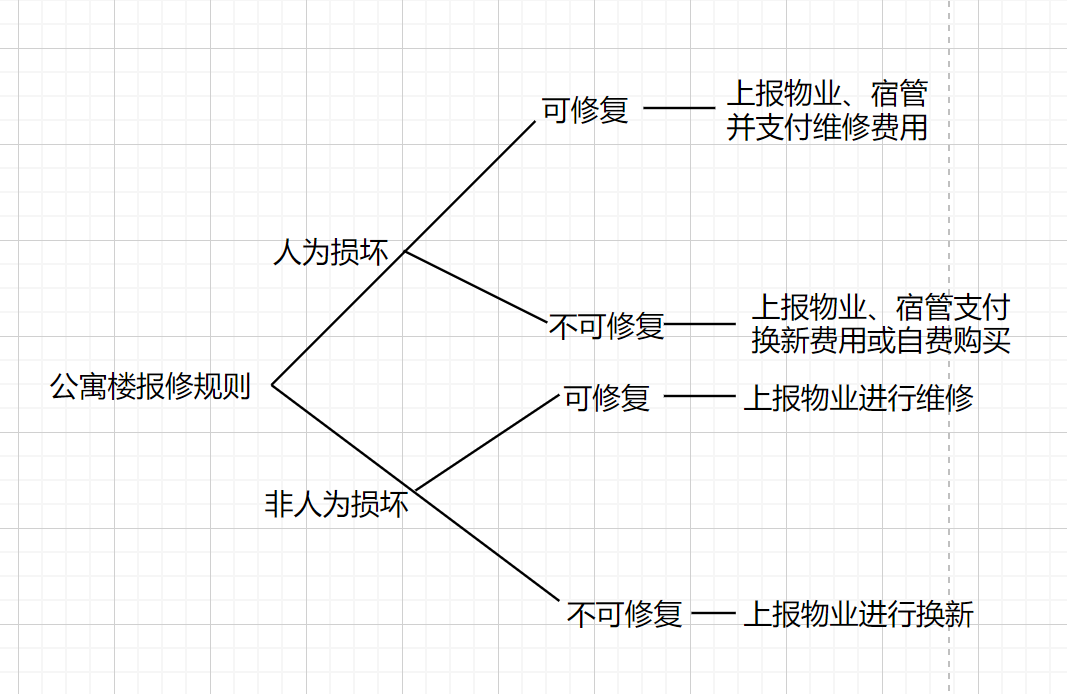 可修复
上报物业、宿管
并支付维修费用
人为损坏
不可修复
上报物业、宿管支付
换新费用或自费购买
公寓楼报修规则
可修复
上报物业进行维修
非人为损坏
不可修复
上报物业进行换新